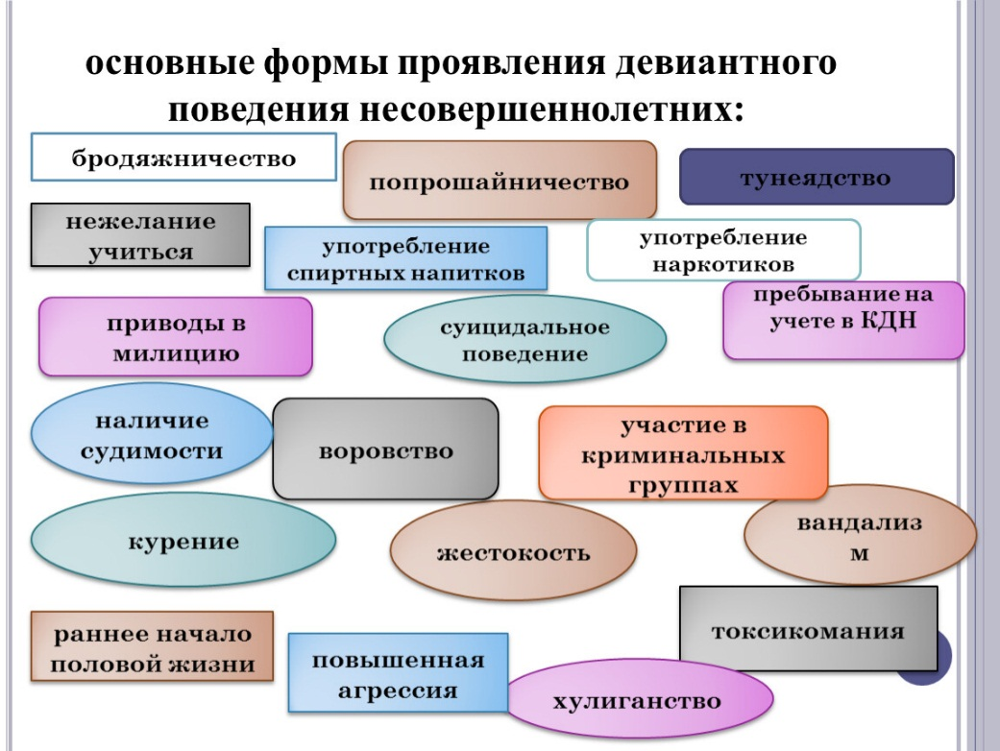 основные формы проявления девиантного
поведения несовершеннолетних:
бродяжничество
попрошайничество
тунеядство
нежелание
учиться
употребление
спиртных напитков
употребление
наркотиков
приводы в
милицию
суицидальное
поведение
пребывание на
учете в КДН
наличие
судимости
воровство
участие в
криминальных
группах
курение
жестокость
вандализ
м
раннее начало
половой жизни
повышенная
агрессия
хулиганство
токсикомания